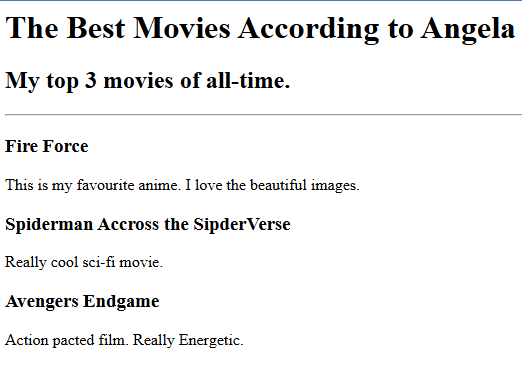 The Best Movies According to Angela
My top 3 movies of all-time.
Fire Force
This is my favourite anime. I love the beautiful images.
Spiderman Accross the SipderVerse
Really cool sci-fi movie.
Avengers Endgame
Action pacted film. Really Energetic.